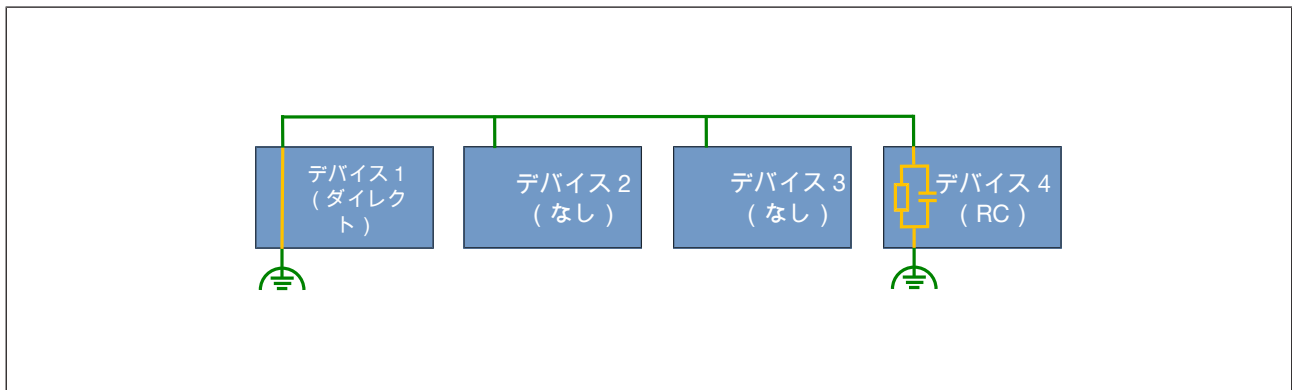 デバイス 1
( ダイレク
ト )
デバイス 2
( なし )
デバイス 3
( なし )
デバイス 4
( RC )